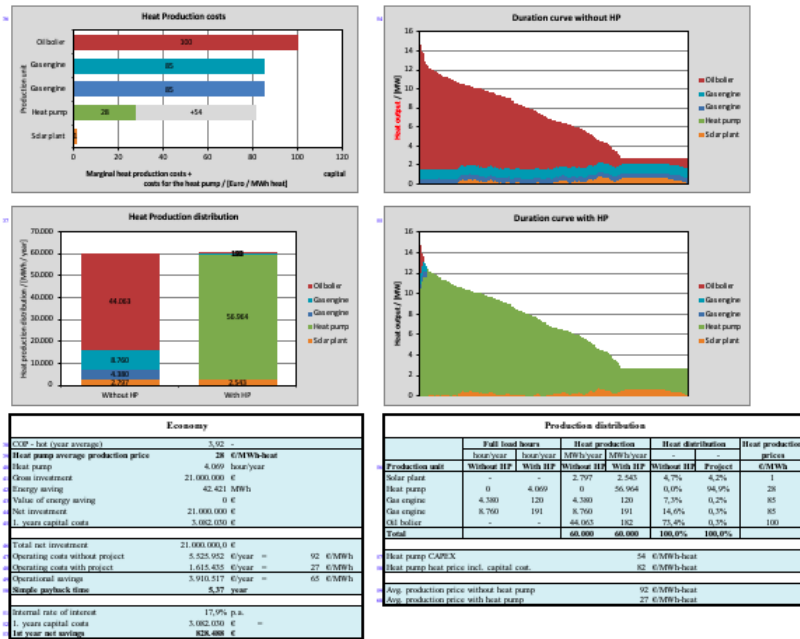 Heat Production costs
Production unit
Oil boiler
100
Gas engine
85
Gas engine
85
Heat pump
28
+54
Solar plant
0 20 40 60 80 100 120
Marginal heat production costs + capital
costs for the heat pump / [Euro / MWh heat]
Duration curve without HP
Heat output / [MW]
16
14
12
10
8
6
4
2
0
Oil boiler
Gas engine
Gas engine
Heat pump
Solar plant
Heat Production distribution
Heat production distribution / [MWh / year]
70.000
60.000
50.000
40.000
30.000
20.000
10.000
0
44.063
8.760
4.380
2.797
56.964
2.543
Without HP With HP
Oil boiler
Gas engine
Gas engine
Heat pump
Solar plant
Duration curve with HP
Heat output / [MW]
16
14
12
10
8
6
4
2
0
Oil boiler
Gas engine
Gas engine
Heat pump
Solar plant
Economy
COP - hot (year average) 3,92 -
Heat pump average production price 28 €/MWh-heat
Heat pump 4.069 hour/year
Gross investment 21.000.000 €
Energy saving 42.421 MWh
Value of energy saving 0 €
Net investment 21.000.000 €
1. years capital costs 3.082.030 €
Total net investment 21.000.000,0 €
Operating costs without project 5.525.952 €/year = 92 €/MWh
Operating costs with project 1.615.435 €/year = 27 €/MWh
Operational savings 3.910.517 €/year = 65 €/MWh
Simple payback time 5,37 year
Internal rate of interest 17,9% p.a.
1. years capital costs 3.082.030 € =
1st year net savings 828.488 €
Production distribution
Full load hours Heat production Heat distribution Heat production
hour/year hour/year MWh/year MWh/year - - prices
Production unit Without HP With HP Without HP With HP Without HP Project €/MWh
Solar plant - - 2.797 2.543 4,7% 4,2% 1
Heat pump 0 4.069 0 56.964 0,0% 94,9% 28
Gas engine 4.380 120 4.380 120 7,3% 0,2% 85
Gas engine 8.760 191 8.760 191 14,6% 0,3% 85
Oil bolier - - 44.063 182 73,4% 0,3% 100
Total 60.000 60.000 100,0% 100,0%
Heat pump CAPEX 54 €/MWh-heat
Heat pump heat price incl. capital cost. 82 €/MWh-heat
Avg. production price without heat pump 92 €/MWh-heat
Avg. production price with heat pump 27 €/MWh-heat